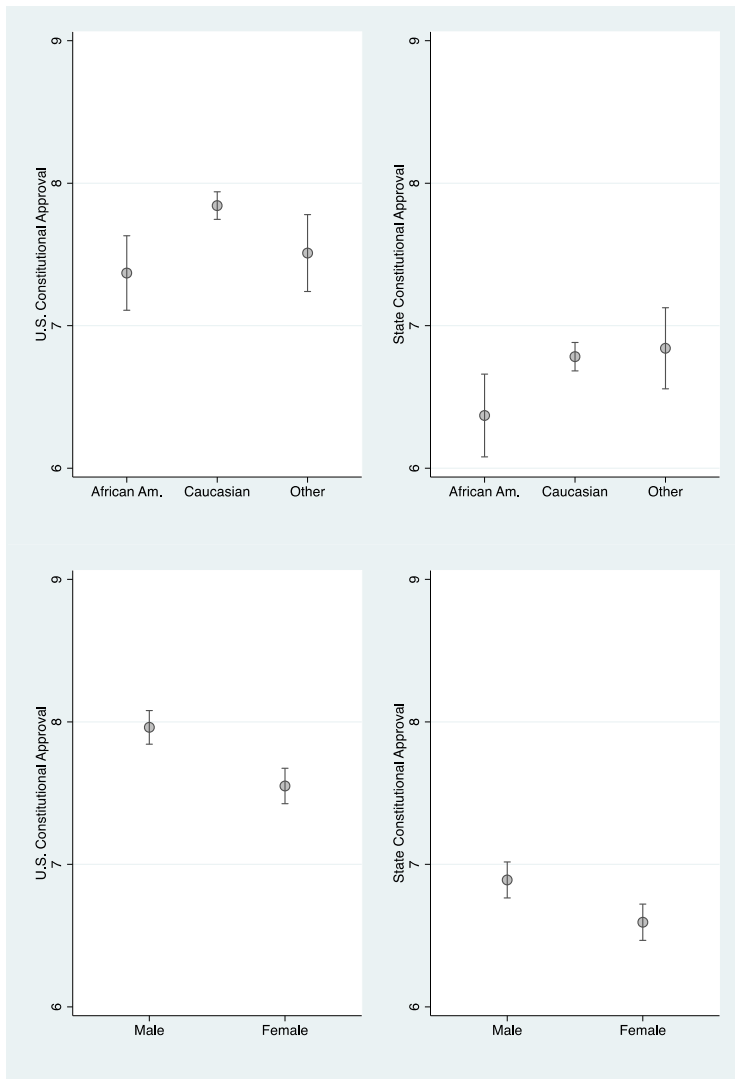 U.S. Constitutional Approval
9
8
7
6
African Am. Caucasian Other
State Constitutional Approval
9
8
7
6
African Am. Caucasian Other
U.S. Constitutional Approval
9
8
7
6
Male Female
State Constitutional Approval
9
8
7
6
Male Female